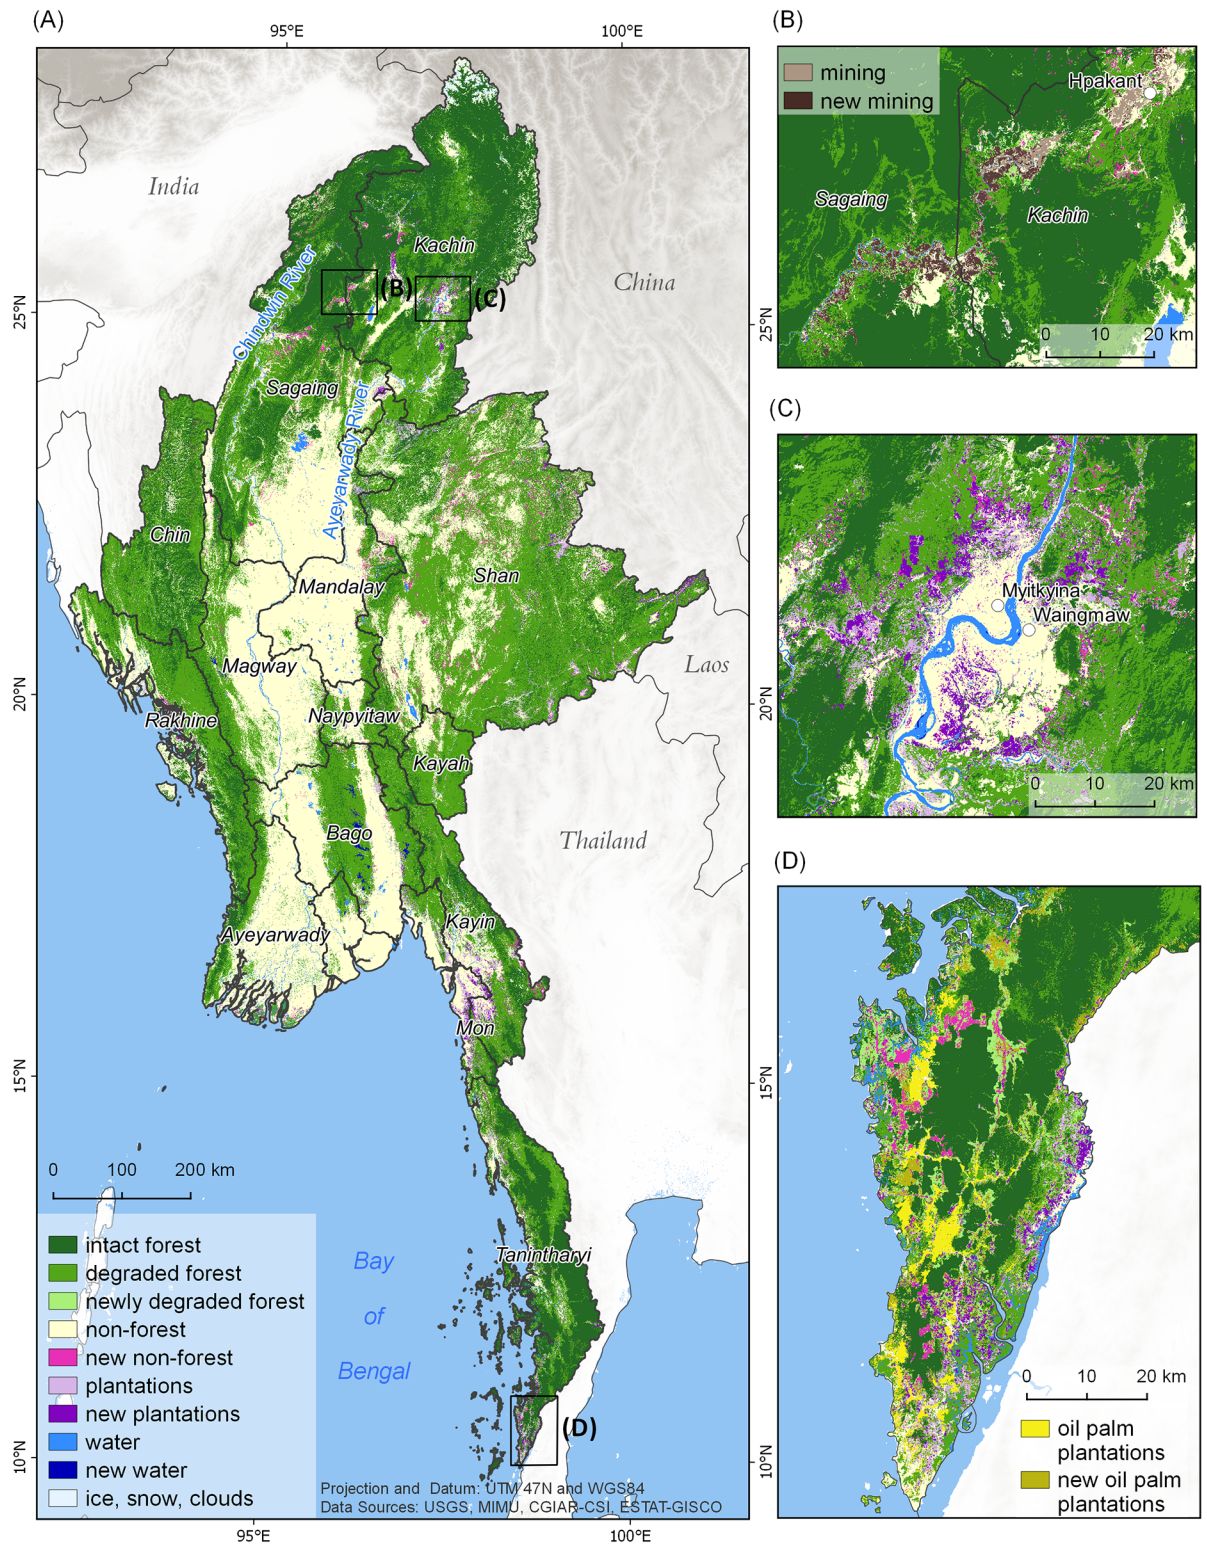 (A)
95°E
100°E
India
China
Kachin
(B)
(C)
25°N
Chindwin River
Sagaing
Ayeyarwady River
Chin
Shan
Mandalay
Magway
Laos
20°N
Rakhine
Naypyitaw
Kayah
Bago
Thailand
Kayin
Ayeyarwady
Mon
15°N
0 100 200 km
Tanintharyi
Bay
of
Bengal
(D)
10°N
intact forest
degraded forest
newly degraded forest
non-forest
new non-forest
plantations
new plantations
water
new water
ice, snow, clouds
Projection and Datum: UTM 47N and WGS84
Data Sources: USGS, MIMU, CGIAR-CSI, ESTAT-GISCO
95°E
100°E
(B)
mining
new mining
Hpakant
Sagaing
Kachin
25°N
0 10 20 km
(C)
Myitkyina
Waingmaw
20°N
0 10 20 km
(D)
15°N
0 10 20 km
oil palm
plantations
new oil palm
plantations
10°N